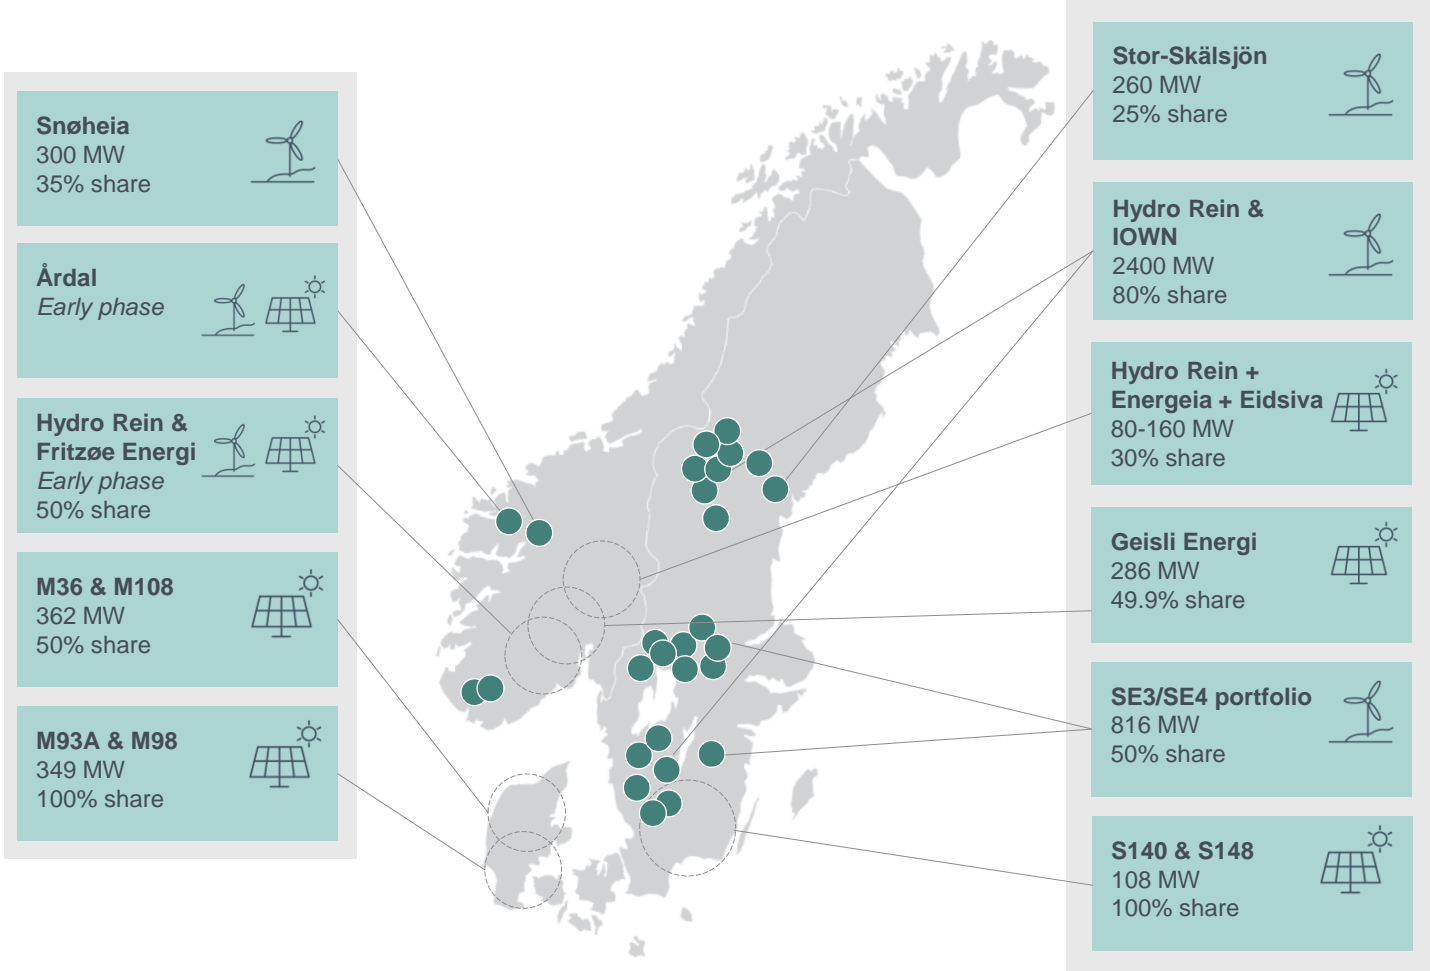 Snøheia
300 MW
35% share
Årdal
Early phase
Hydro Rein &
Fritzøe Energi
Early phase
50% share
M36 & M108
362 MW
50% share
M93A & M98
349 MW
100% share
Stor-Skälsjön
260 MW
25% share
Hydro Rein &
IOWN
2400 MW
80% share
Hydro Rein +
Energeia + Eidsiva
80-160 MW
30% share
Geisli Energi
286 MW
49.9% share
SE3/SE4 portfolio
816 MW
50% share
S140 & S148
108 MW
100% share